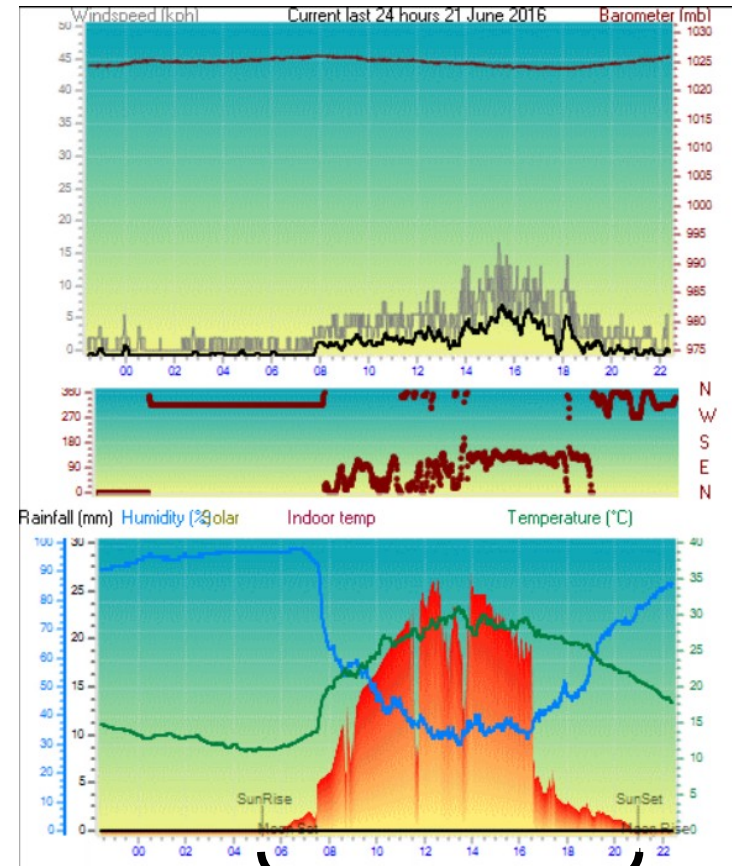 Windspeed (kph) Current last 24 hours 21 June 2016 Barometer (mb)
50 1030
45 1025
40 1020
35 1015
30 1010
25 1005
20 1000
15 995
990
10 985
5 980
0 975
00 02 04 06 08 10 12 14 16 18 20 22
360 N
270 W
180 S
90 E
0 N
Rainfall (mm) Humidity (%) Solar Indoor temp Temperature (°C)
100 30 40
90 35
80 25
70 30
60 20 25
50 15 20
40 15
30 10
20 5 10
10 5
SunRise SunSet
0 0 Moon Set Moon Rise 0
00 02 04 06 08 10 12 14 16 18 20 22